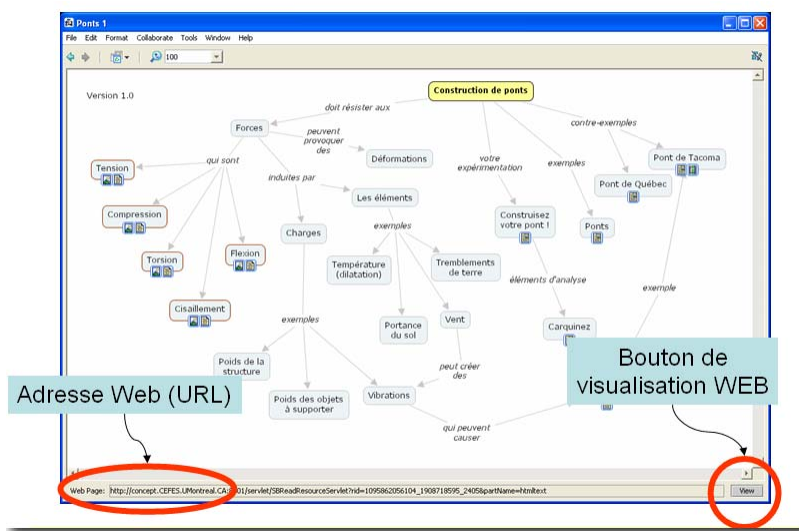 Ponts 1
File Edit Format Collaborate Tools Window Help
100
Version 1.0
Construction de ponts
doit résister aux
contre-exemples
Forces
peuvent
provoquer
des
Déformations
votre
expérimentation
exemples
Pont de Tacoma
qui sont
Tension
induites par
Pont de Québec
Les éléments
Compression
Construisez
votre pont !
Ponts
Charges
exemples
Torsion
Flexion
Température
(dilatation)
Tremblements
de terre
éléments d'analyse
exemple
Cisaillement
exemples
Portance
du sol
Vent
Carquinez
Poids de la
structure
peut créer
des
Bouton de
visualisation WEB
Adresse Web (URL)
Poids des objets
à supporter
Vibrations
qui peuvent
causer
Web Page: http://concept.CEFES.UMontreal.CA: 01/servlet/SBReadResourceServlet?rid=1095862056104_1908718595_2405&partName=htmltext
View